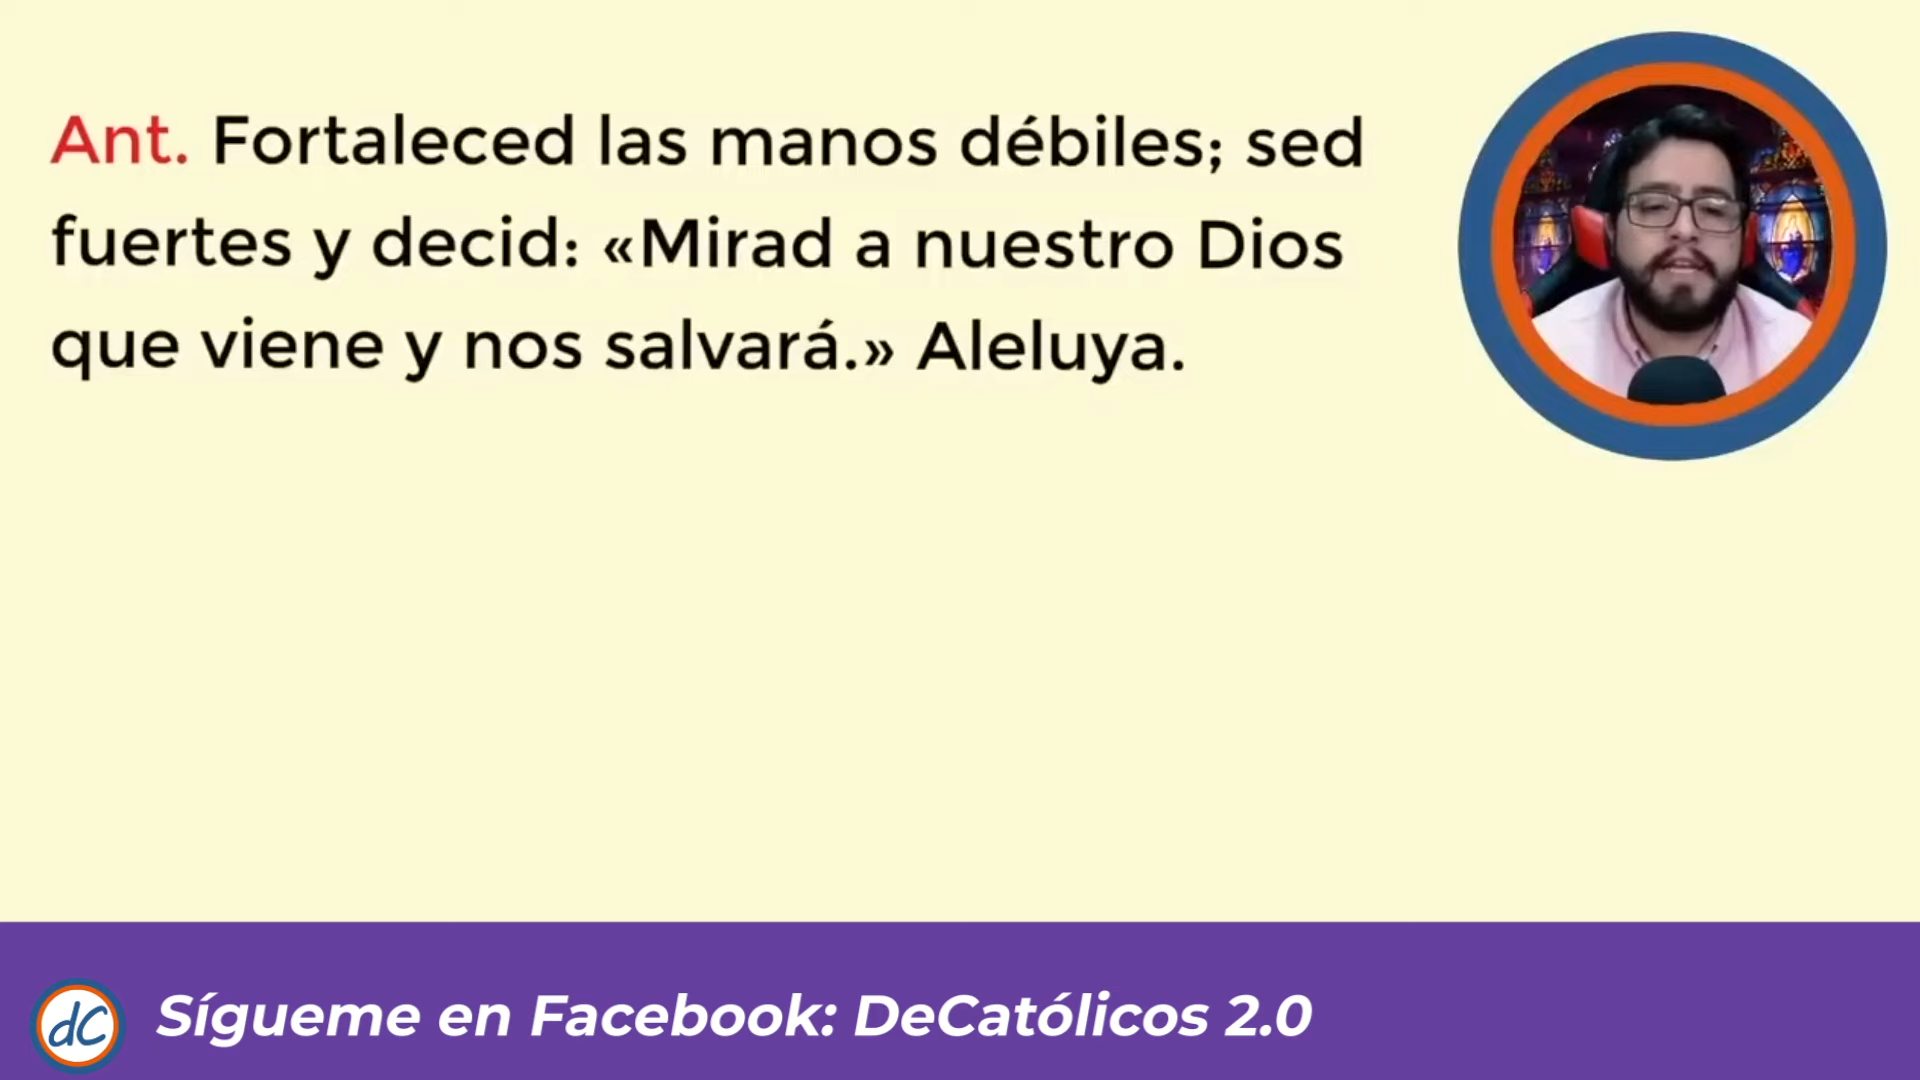 Ant. Fortaleced las manos débiles; sed
fuertes y decid: «Mirad a nuestro Dios
que viene y nos salvará.» Aleluya.
dC
Sígueme en Facebook: DeCatólicos 2.0